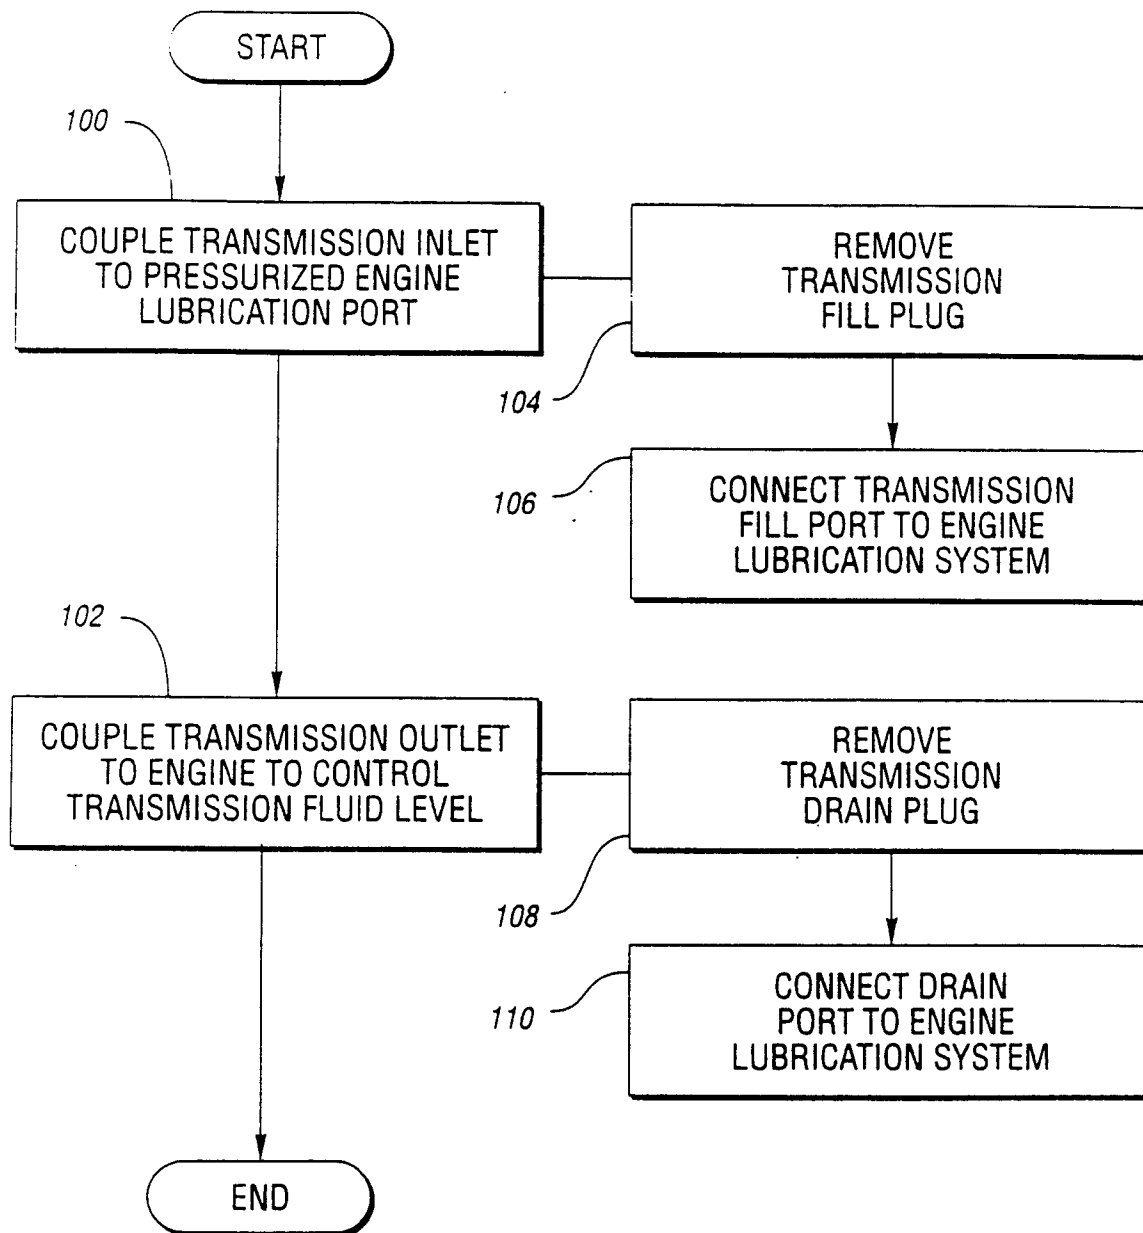 START
100
COUPLE TRANSMISSION INLET
TO PRESSURIZED ENGINE
LUBRICATION PORT
REMOVE
TRANSMISSION
FILL PLUG
104
106
CONNECT TRANSMISSION
FILL PORT TO ENGINE
LUBRICATION SYSTEM
102
COUPLE TRANSMISSION OUTLET
TO ENGINE TO CONTROL
TRANSMISSION FLUID LEVEL
REMOVE
TRANSMISSION
DRAIN PLUG
108
110
CONNECT DRAIN
PORT TO ENGINE
LUBRICATION SYSTEM
END